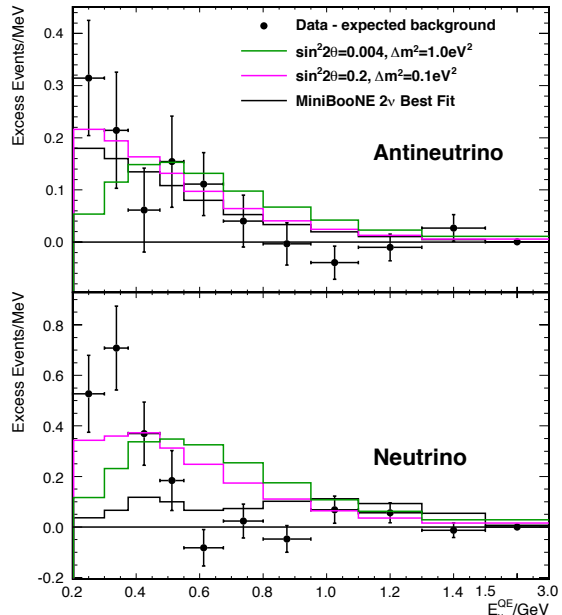 Excess Events/MeV
0.4
0.3
0.2
0.1
0.0
Data - expected background
sin²2θ=0.004, Δm²=1.0eV²
sin²2θ=0.2, Δm²=0.1eV²
MiniBooNE 2ν Best Fit
Antineutrino
Excess Events/MeV
0.8
0.6
0.4
0.2
0.0
-0.2
Neutrino
0.2 0.4 0.6 0.8 1.0 1.2 1.4 1.5 3.0
E QE /GeV